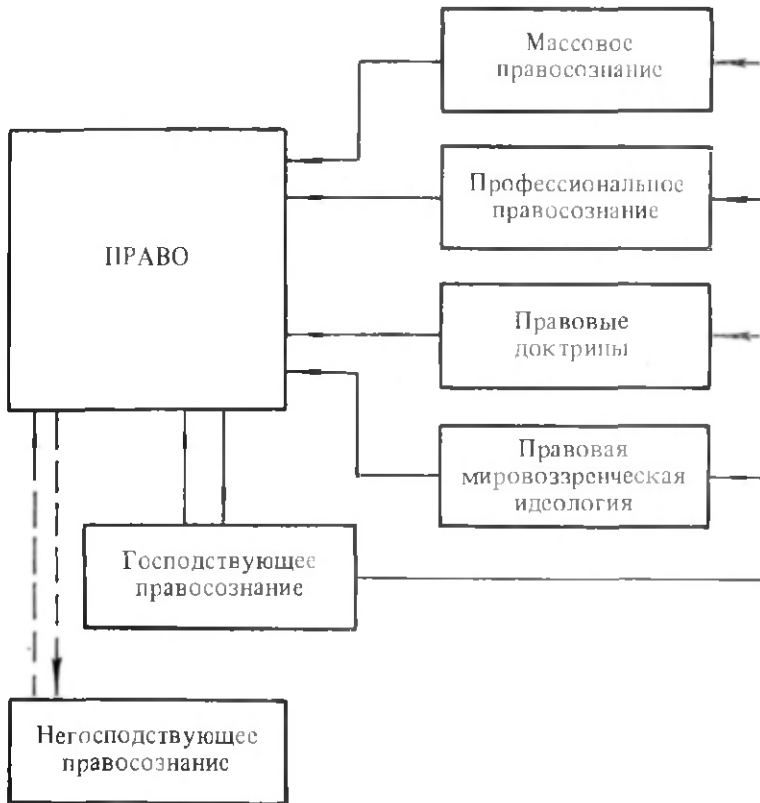 Массовое
правосознание
Профессиональное
правосознание
ПРАВО
Правовые
доктрины
Правовая
мировоззренческая
идеология
Господствующее
правосознание
Негосподствующее
правосознание